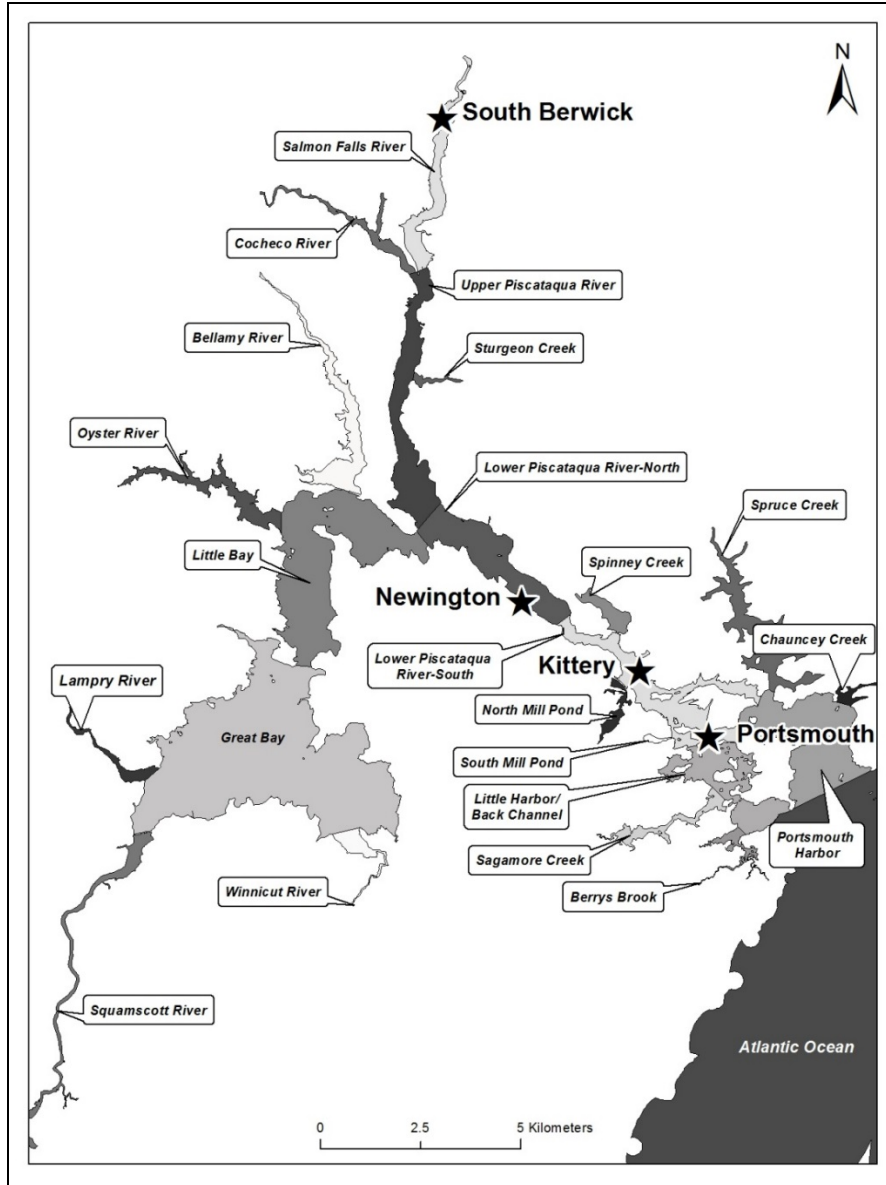 N
South Berwick
Salmon Falls River
Cocheco River
Upper Piscataqua River
Bellamy River
Sturgeon Creek
Oyster River
Lower Piscataqua River-North
Spruce Creek
Little Bay
Spinney Creek
Newington
Chauncey Creek
Lower Piscataqua
River-South
Kittery
Lampry River
North Mill Pond
Great Bay
Portsmouth
South Mill Pond
Little Harbor/
Back Channel
Portsmouth
Harbor
Sagamore Creek
Winnicut River
Berrys Brook
Squamscott River
Atlantic Ocean
0 2.5 5 Kilometers